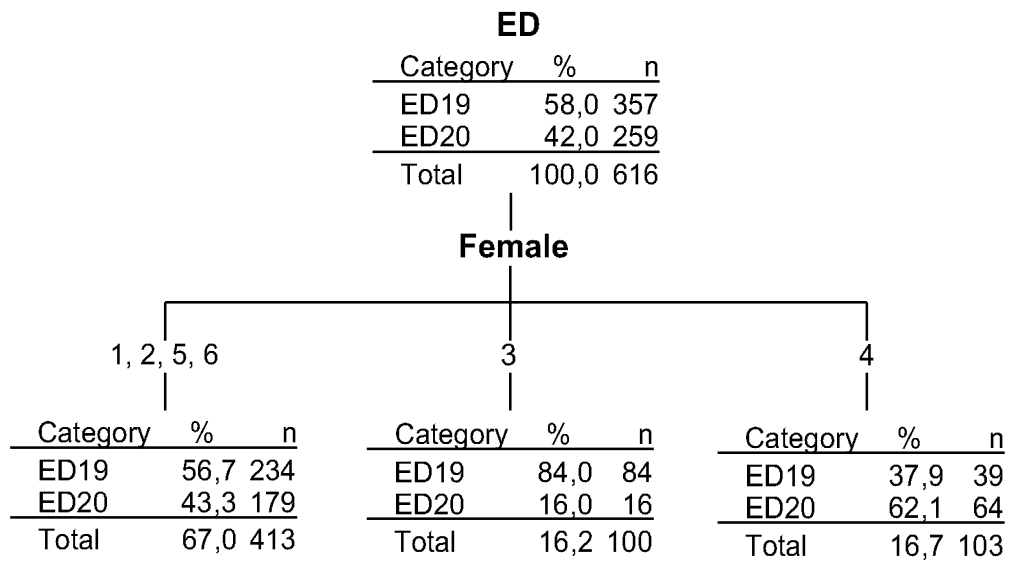 ED
Category % n
ED19 58,0 357
ED20 42,0 259
Total 100,0 616
Female
1, 2, 5, 6
Category % n
ED19 56,7 234
ED20 43,3 179
Total 67,0 413
3
Category % n
ED19 84,0 84
ED20 16,0 16
Total 16,2 100
4
Category % n
ED19 37,9 39
ED20 62,1 64
Total 16,7 103